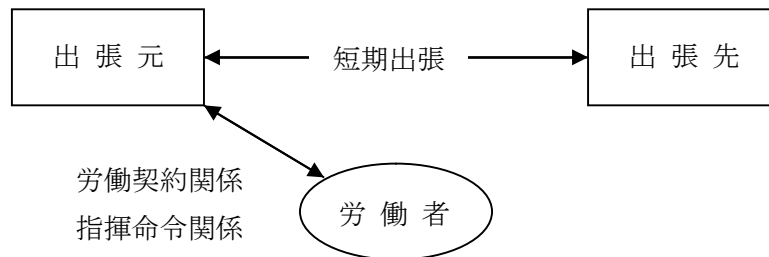 出張元
短期出張
出張先
労働契約関係
指揮命令関係
労働者